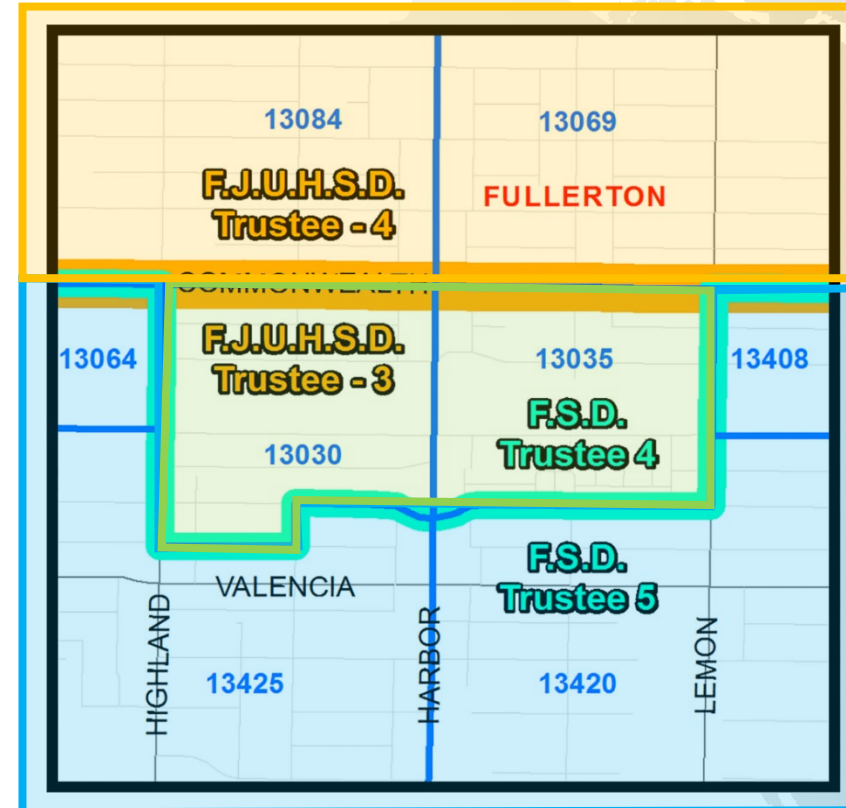 13084
13069
F.J.U.H.S.D.
Trustee - 4
FULLERTON
COMMONWEALTH
F.J.U.H.S.D.
Trustee - 3
13064
13035
13408
F.S.D.
Trustee 4
13030
F.S.D.
Trustee 5
VALENCIA
HIGHLAND
HARBOR
LEMON
13425
13420